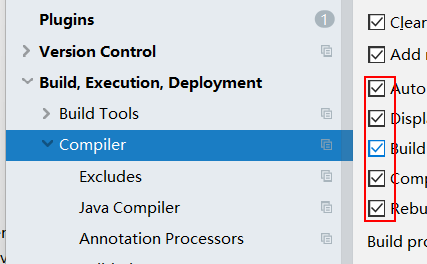 Plugins 1
Version Control
Build, Execution, Deployment
Build Tools
Compiler
Excludes
Java Compiler
Annotation Processors
Clear
Add
Auto
Displ
Build
Comp
Rebu
Build pro